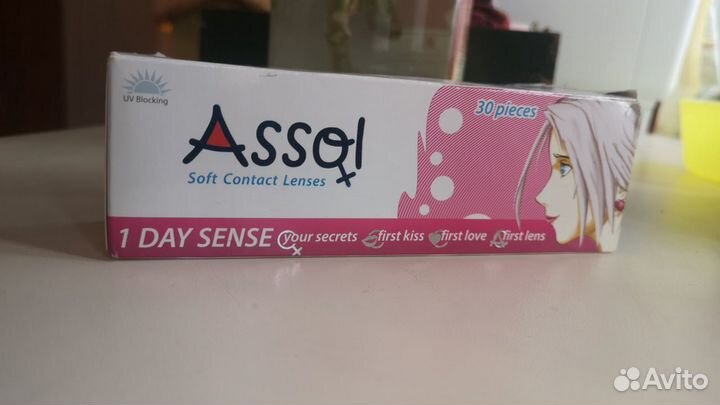 UV Blocking
Assol
Soft Contact Lenses
30 pieces
1 DAY SENSE your secrets first kiss first love first lens
Avito